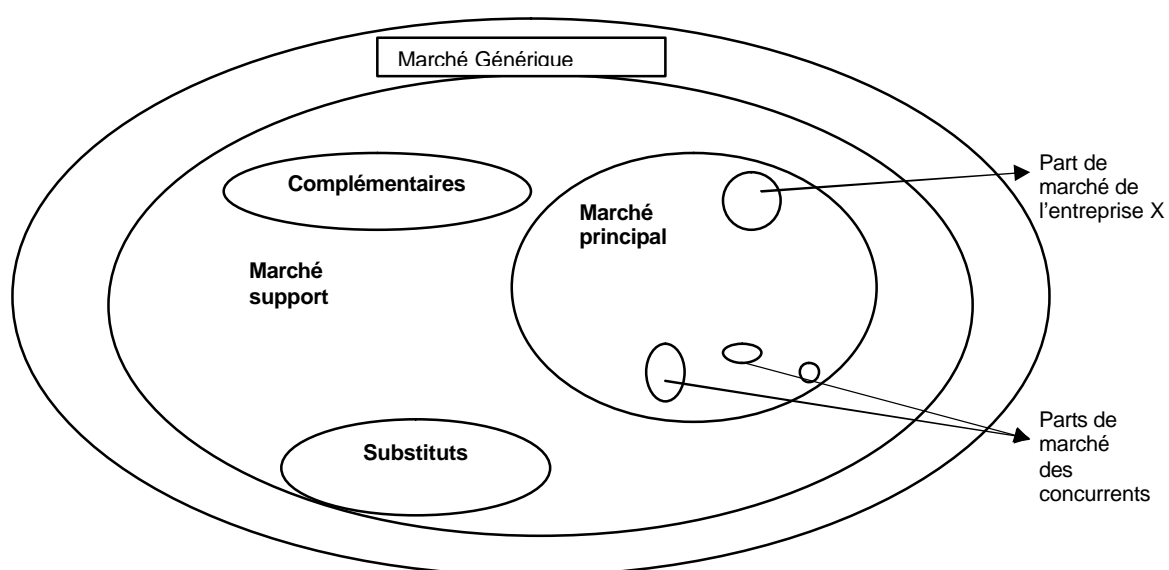 Marché Générique
Complémentaires
Marché
principal
Marché
support
Substituts
Part de
marché de
l'entreprise X
Parts de
marché
des
concurrents